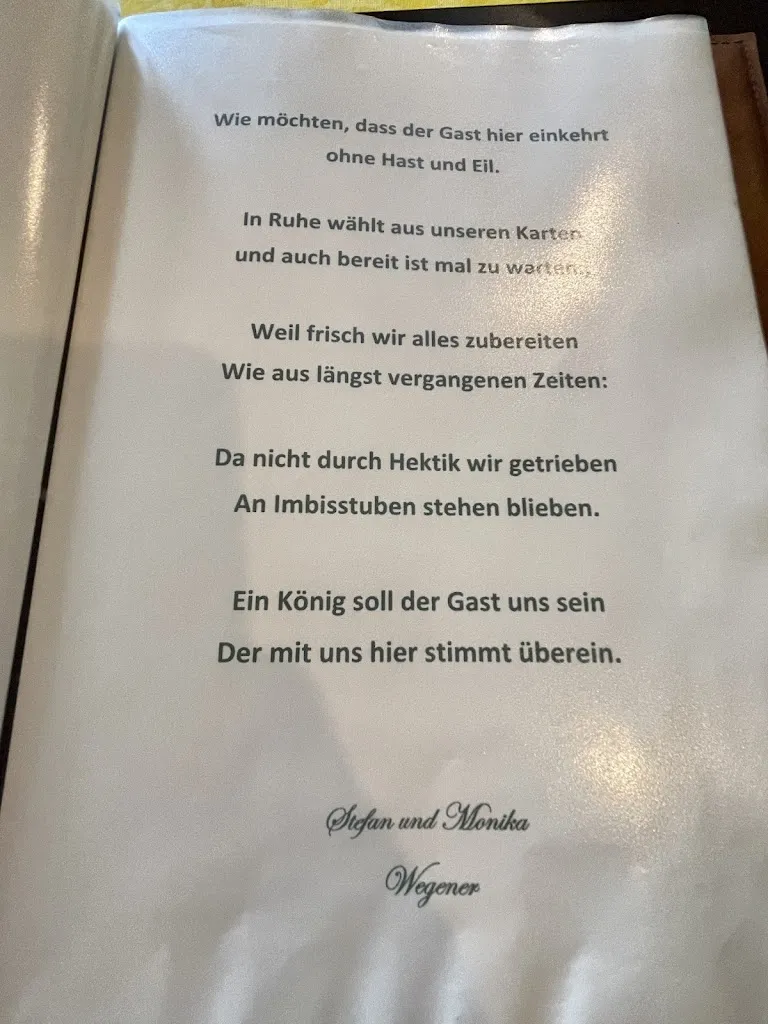 Wie möchten, dass der Gast hier einkehrt
ohne Hast und Eil.
In Ruhe wählt aus unseren Karten
und auch bereit ist mal zu warten.,
Weil frisch wir alles zubereiten
Wie aus längst vergangenen Zeiten:
Da nicht durch Hektik wir getrieben
An Imbisstuben stehen blieben.
Ein König soll der Gast uns sein
Der mit uns hier stimmt überein.
Stefan und Monika
Wegener